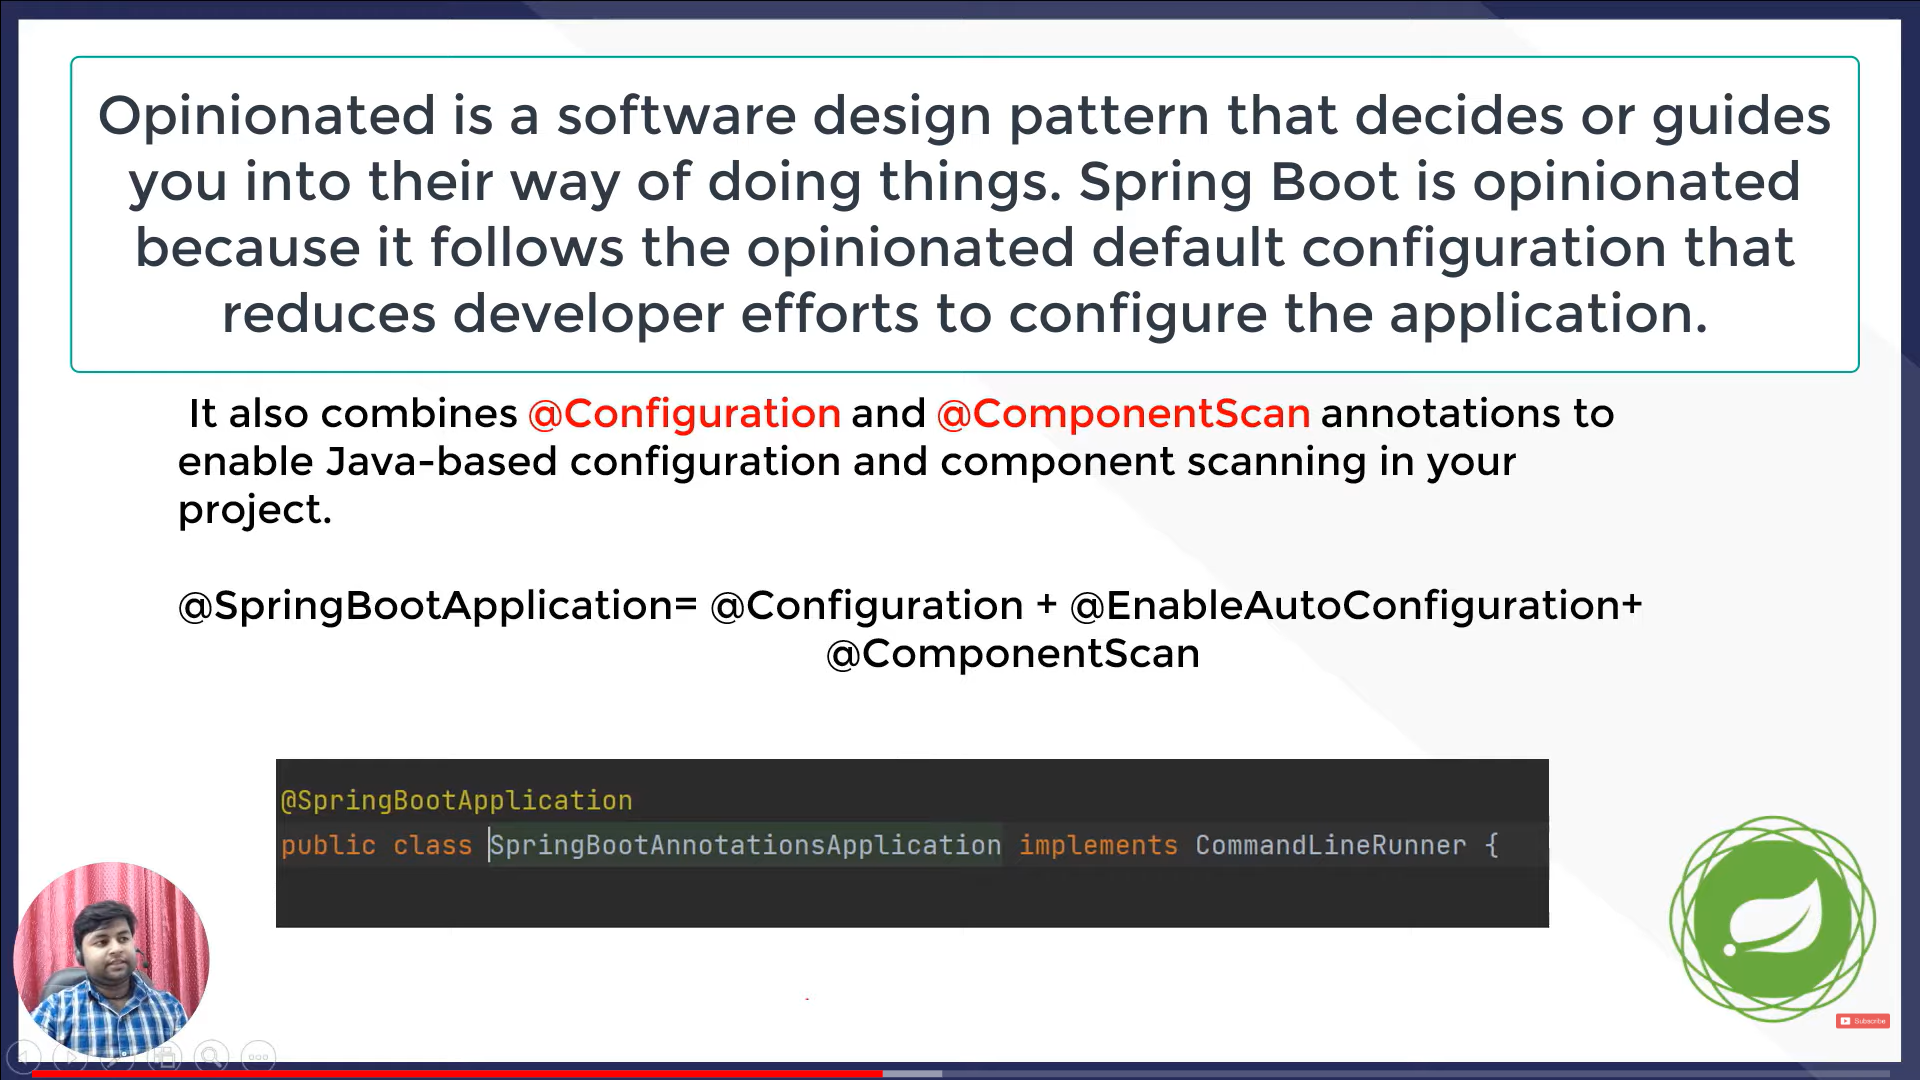 Opinionated is a software design pattern that decides or guides
you into their way of doing things. Spring Boot is opinionated
because it follows the opinionated default configuration that
reduces developer efforts to configure the application.
It also combines @Configuration and @ComponentScan annotations to
enable Java-based configuration and component scanning in your
project.
@SpringBootApplication= @Configuration + @EnableAutoConfiguration+
@ComponentScan
@SpringBootApplication
public class SpringBootAnnotationsApplication implements CommandLineRunner {
Subscribe